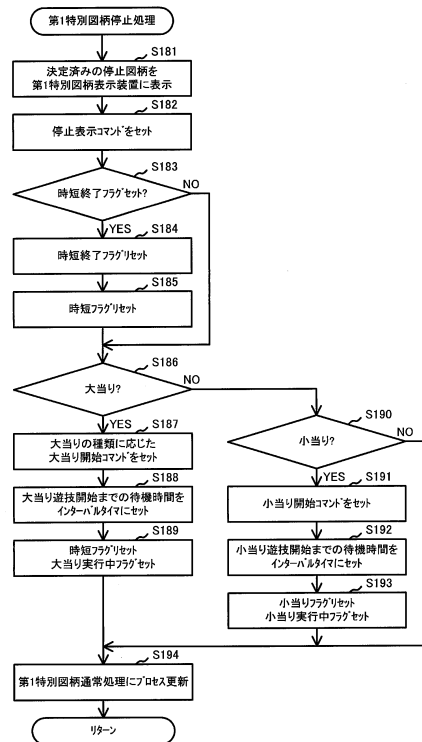 第1特別図柄停止処理
S181
決定済みの停止図柄を
第1特別図柄表示装置に表示
S182
停止表示コマンドをセット
S183
時短終了フラグセット?
NO
YES
S184
時短終了フラグリセット
S185
時短フラグリセット
S186
大当り?
NO
YES
S187
大当りの種類に応じた
大当り開始コマンドをセット
S188
大当り遊技開始までの待機時間を
インターバルタイマにセット
S189
時短フラグリセット
大当り実行中フラグセット
S190
小当り?
NO
YES
S191
小当り開始コマンドをセット
S192
小当り遊技開始までの待機時間を
インターバルタイマにセット
S193
小当りフラグリセット
小当り実行中フラグセット
S194
第1特別図柄通常処理にプロセス更新
リターン